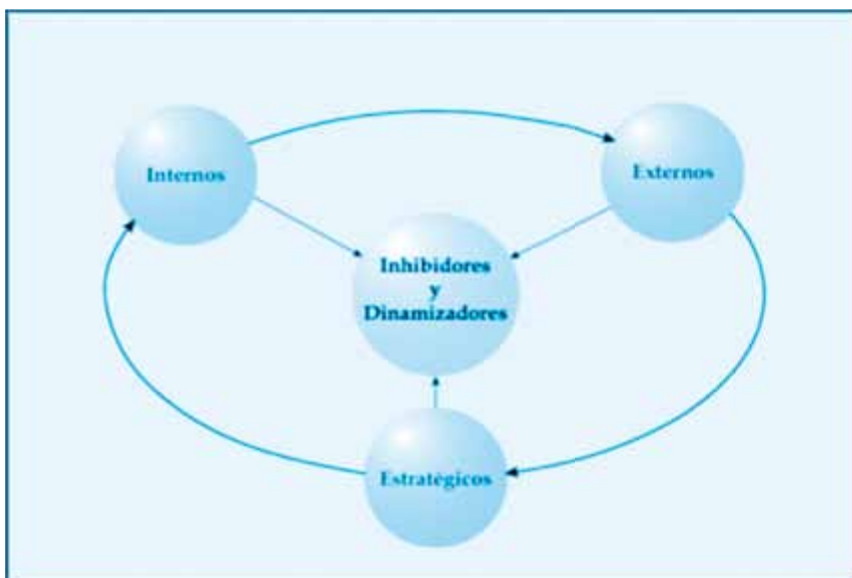 Internos
Externos
Inhibidores
y
Dinamizadores
Estratégicos